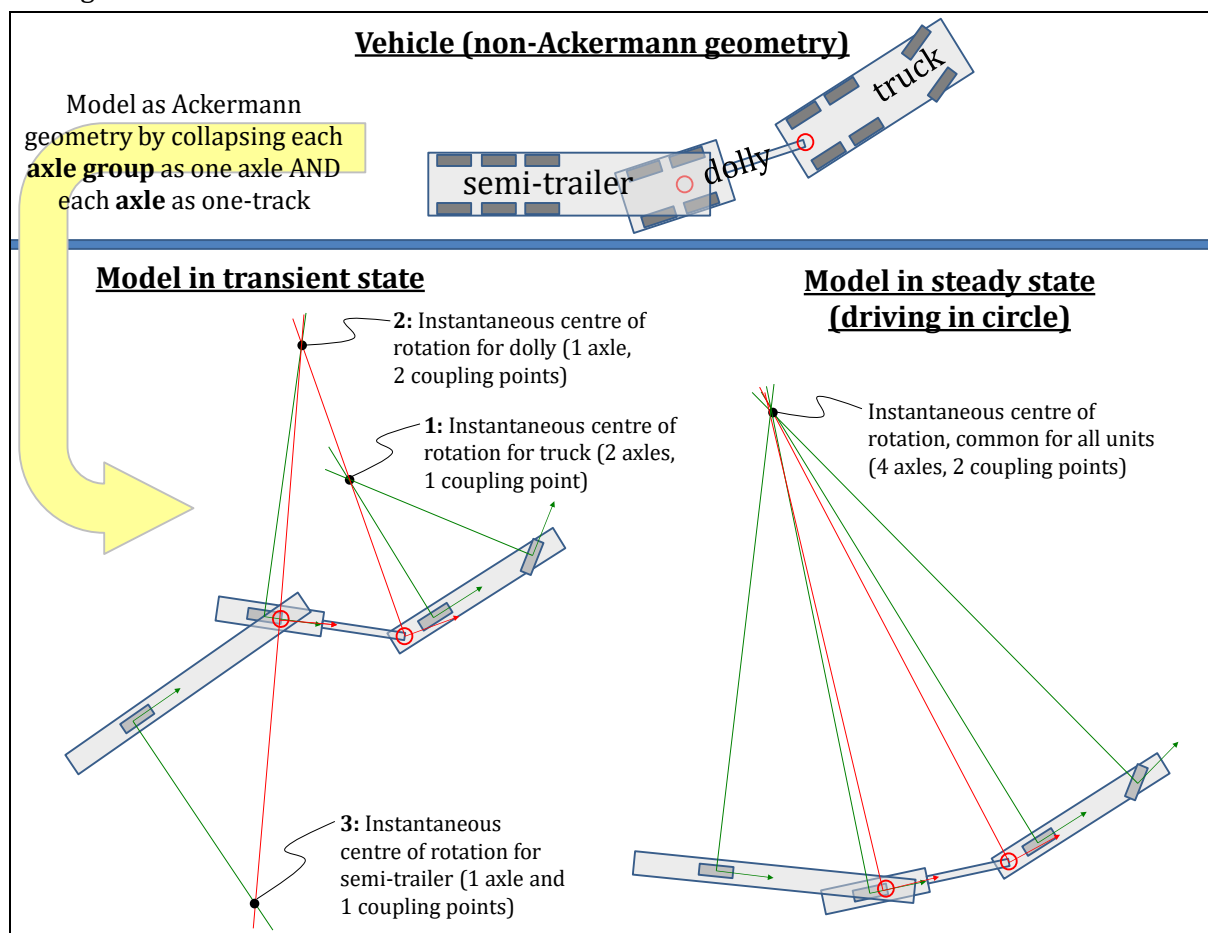 Vehicle (non-Ackermann geometry)
truck
dolly
semi-trailer
Model as Ackermann
geometry by collapsing each
axle group as one axle AND
each axle as one-track
Model in transient state
2: Instantaneous centre of
rotation for dolly (1 axle,
2 coupling points)
1: Instantaneous centre of
rotation for truck (2 axles,
1 coupling point)
3: Instantaneous
centre of rotation for
semi-trailer (1 axle and
1 coupling points)
Model in steady state
(driving in circle)
Instantaneous centre of
rotation, common for all units
(4 axles, 2 coupling points)